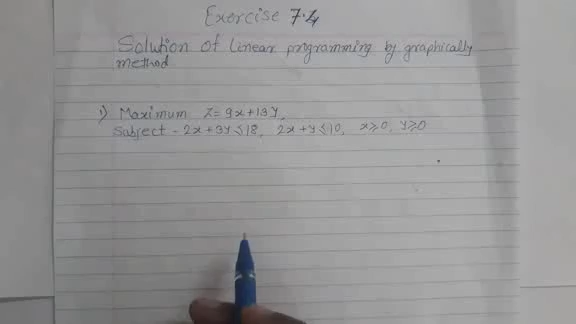 Exercise 7.4
Solution of linear programming by graphically
method
1) Maximum Z = 9x+13y,
Subject - 2x+3y≤18, 2x+y≤10, x≥0, y≥0